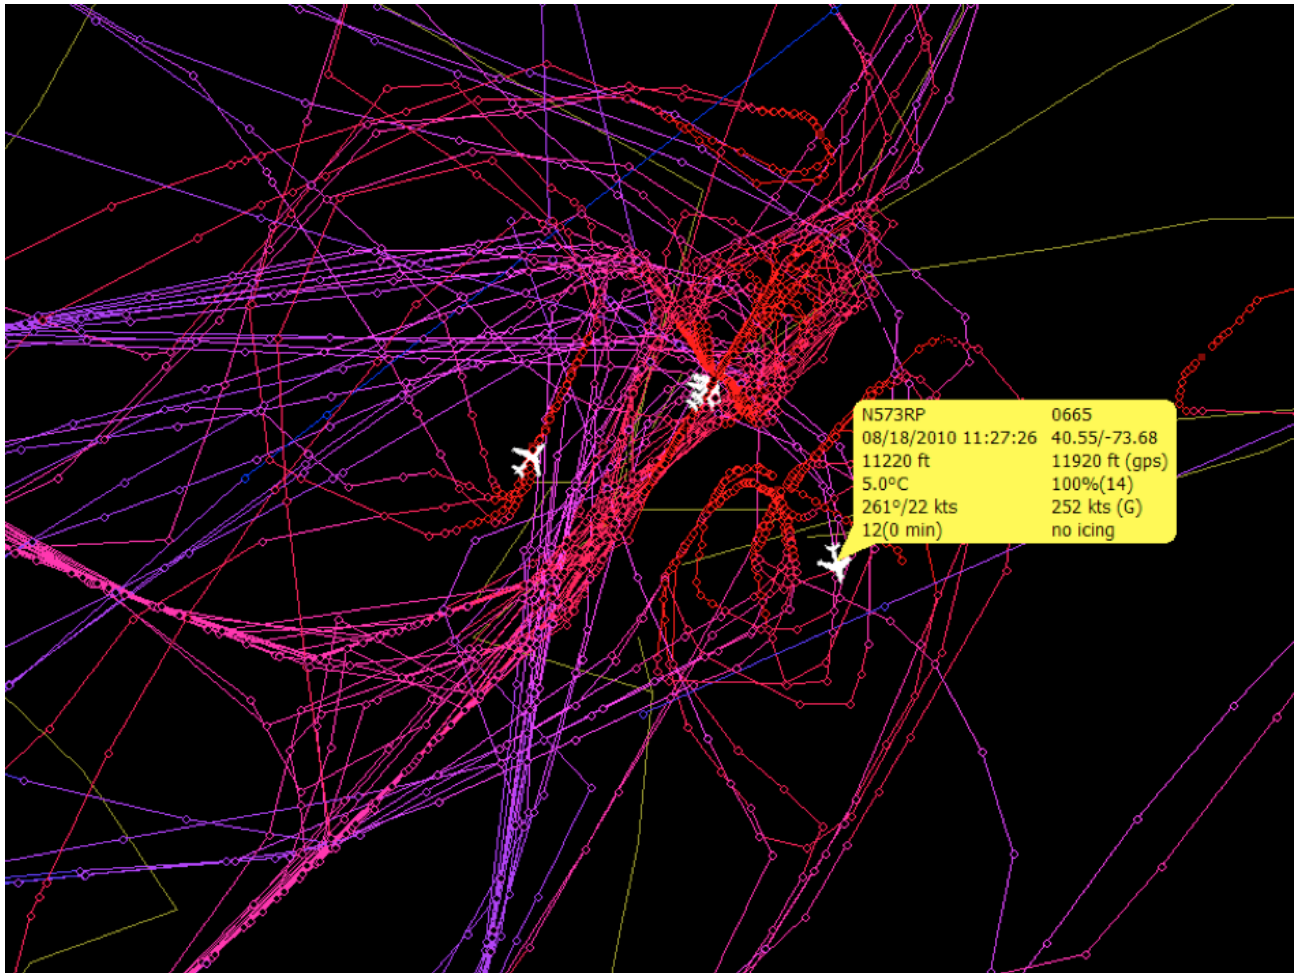 N573RP 0665
08/18/2010 11:27:26 40.55/-73.68
11220 ft 11920 ft (gps)
5.0ºC 100%(14)
261°/22 kts 252 kts (G)
12(0 min) no icing